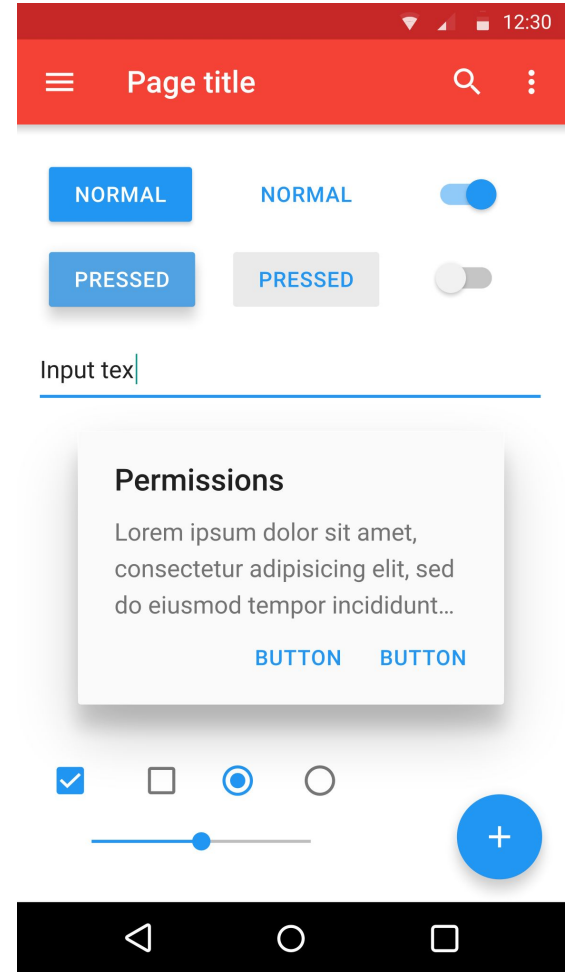 12:30
Page title
NORMAL NORMAL
PRESSED PRESSED
Input tex
Permissions
Lorem ipsum dolor sit amet,
consectetur adipisicing elit, sed
do eiusmod tempor incididunt…
BUTTON BUTTON